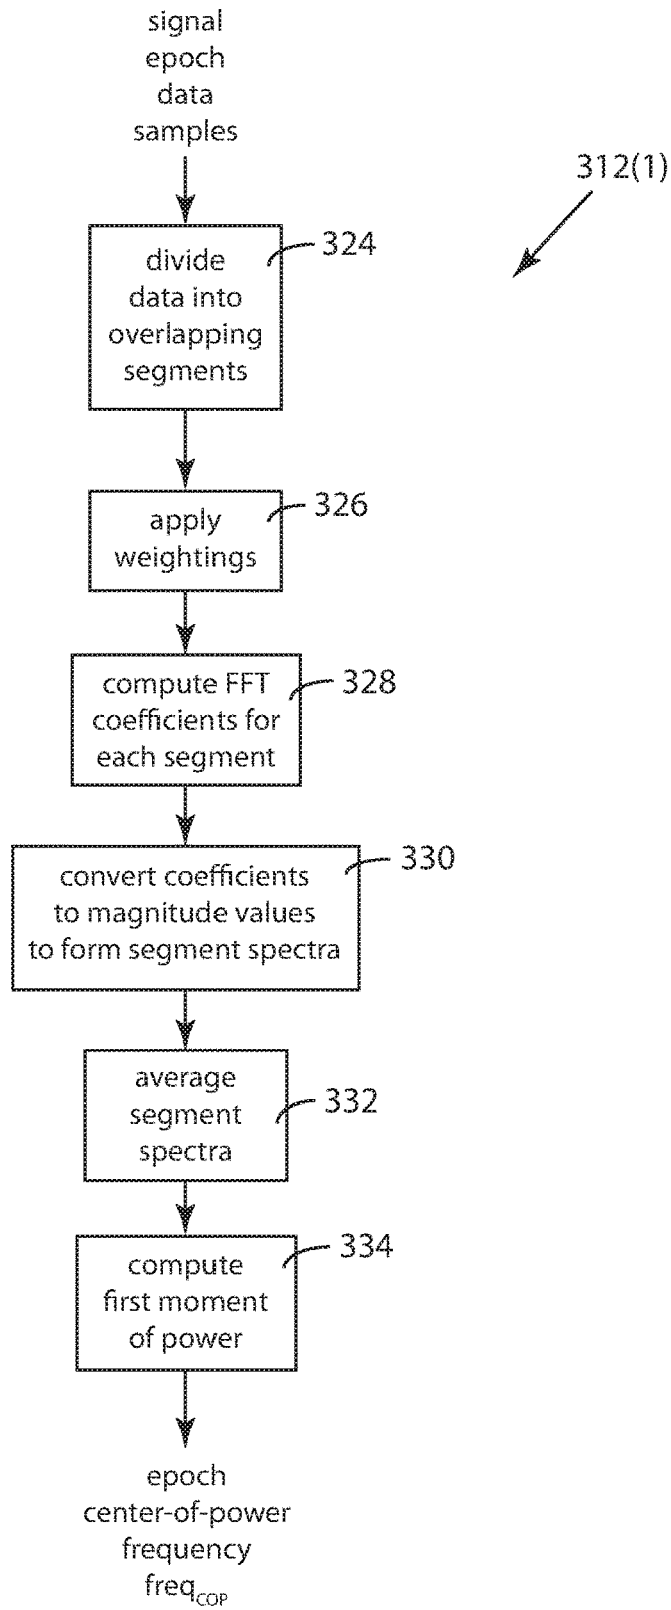 signal
epoch
data
samples
312(1)
divide
data into
overlapping
segments
324
apply
weightings
326
compute FFT
coefficients for
each segment
328
convert coefficients
to magnitude values
to form segment spectra
330
average
segment
spectra
332
compute
first moment
of power
334
epoch
center-of-power
frequency
freqCOP